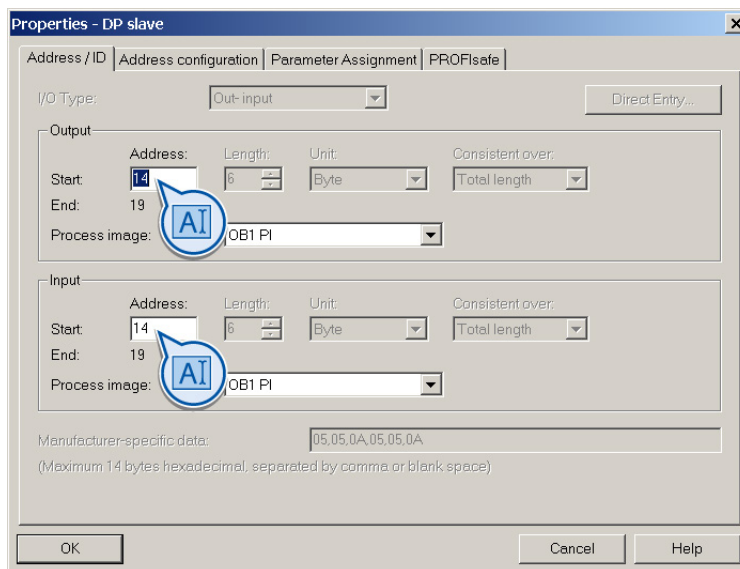 Properties - DP slave
Address / ID Address configuration Parameter Assignment PROFIsafe
I/O Type: Out- input Direct Entry...
Output
Address: Length: Unit: Consistent over:
Start: 14 6 Byte Total length
End: 19
Process image: OB1 PI
Input
Address: Length: Unit: Consistent over:
Start: 14 6 Byte Total length
End: 19
Process image: OB1 PI
Manufacturer-specific data: 05,05,0A,05,05,0A
(Maximum 14 bytes hexadecimal, separated by comma or blank space)
OK Cancel Help